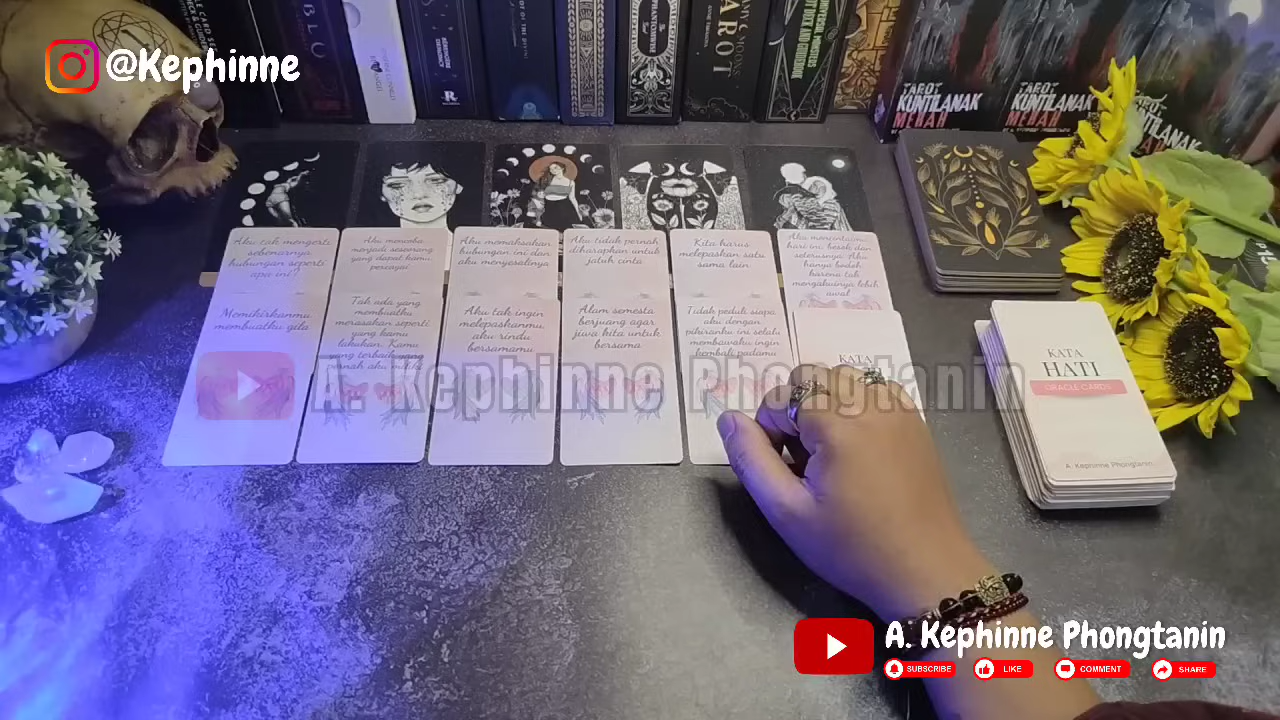 @Kephinne
TAROT
TAROT
KUNTILANAK
MERAH
TAROT
KUNTILANAK
MERAH
TAROT
Aku tak mengerti
sebenarnya
hubungan seperti
apa ini?
Memikirkanmu
membuatku gila
Aku mencoba
menjadi seseorang
yang dapat kamu
percayai
Tak ada yang
membuatku
merasakan seperti
yang kamu
lakukan. Kamu
yang terbaik yang
pernah aku miliki
Aku memaksakan
hubungan ini dan
aku menyesalinya
Aku tak ingin
melepaskanmu,
aku rindu
bersamamu
Aku tidak pernah
diharapkan untuk
jatuh cinta
Alam semesta
berjuang agar
jiwa kita untuk
bersama
Kita harus
melepaskan satu
sama lain
Tidak peduli siapa
aku dengan
pikiranku ini selalu
membawaku ingin
kembali padamu
Aku mencintaimu
hari ini, besok dan
seterusnya. Aku
hanya bodoh
karena tak
mengakuinya lebih
awal
KATA
KATA
HATI
ORACLE CARDS
A. Kephinne Phongtanin
A. Kephinne Phongtanin
A. Kephinne Phongtanin
SUBSCRIBE
LIKE
COMMENT
SHARE